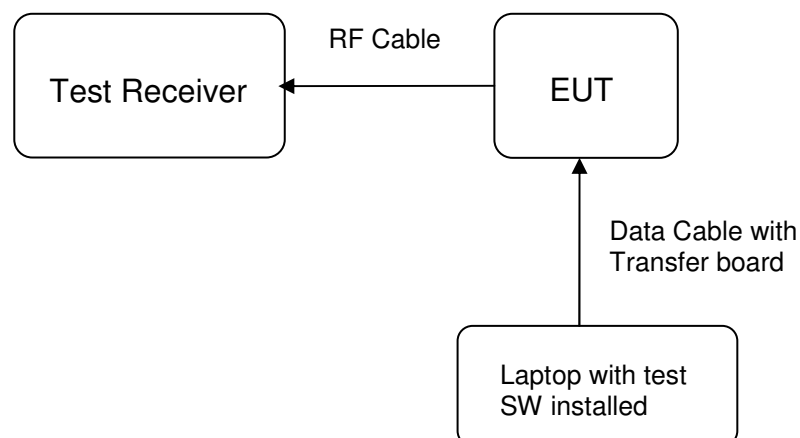 RF Cable
Test Receiver
EUT
Data Cable with
Transfer board
Laptop with test
SW installed